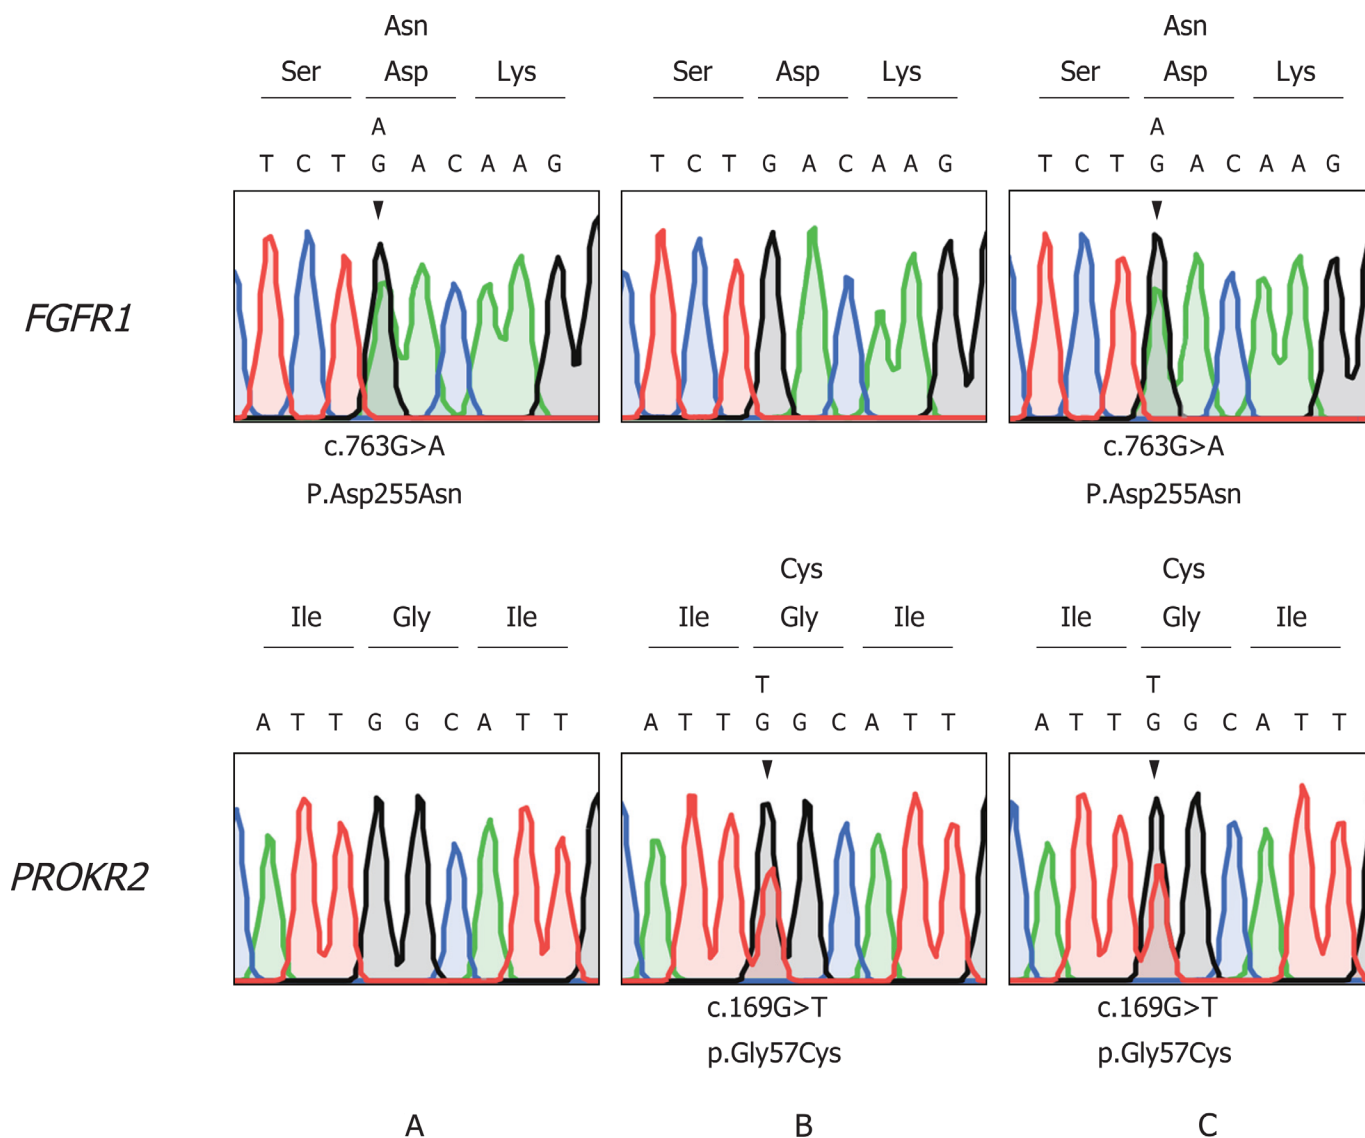 Asn Asn
Ser Asp Lys Ser Asp Lys Ser Asp Lys
A A
T C T G A C A A G T C T G A C A A G T C T G A C A A G
FGFR1
c.763G>A c.763G>A
P.Asp255Asn P.Asp255Asn
Cys Cys
Ile Gly Ile Ile Gly Ile Ile Gly Ile
T T
A T T G G C A T T A T T G G C A T T A T T G G C A T T
PROKR2
c.169G>T c.169G>T
p.Gly57Cys p.Gly57Cys
A B C